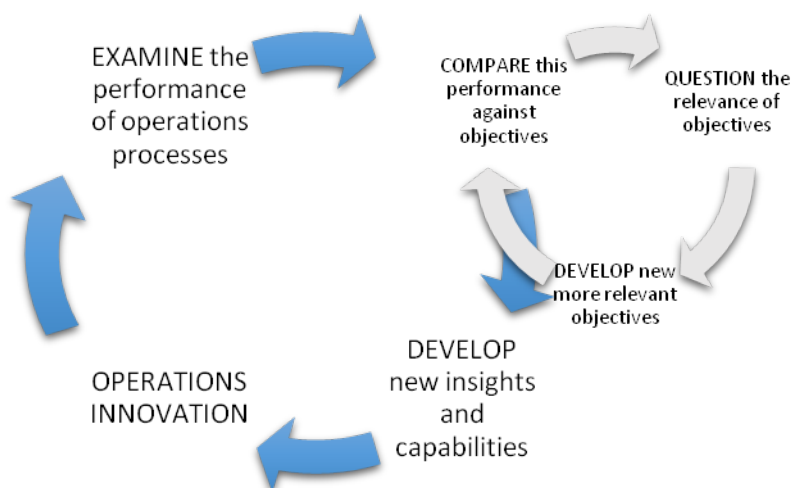 EXAMINE the
performance
of operations
processes
COMPARE this
performance
against
objectives
QUESTION the
relevance of
objectives
DEVELOP new
more relevant
objectives
DEVELOP
new insights
and
capabilities
OPERATIONS
INNOVATION